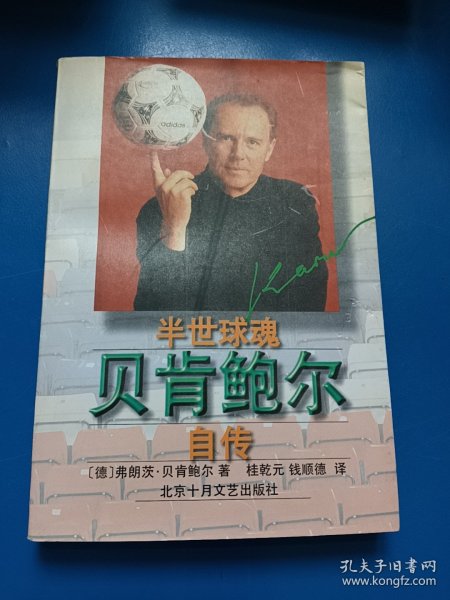 adidas
半世球魂
贝肯鲍尔
自传
〔德〕弗朗茨·贝肯鲍尔 著 桂乾元 钱顺德 译
北京十月文艺出版社
孔夫子旧书网
www.kongfz.com